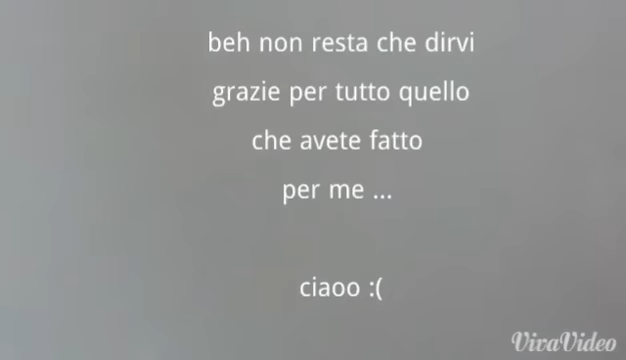 beh non resta che dirvi
grazie per tutto quello
che avete fatto
per me ...
ciaoo :(
VivaVideo